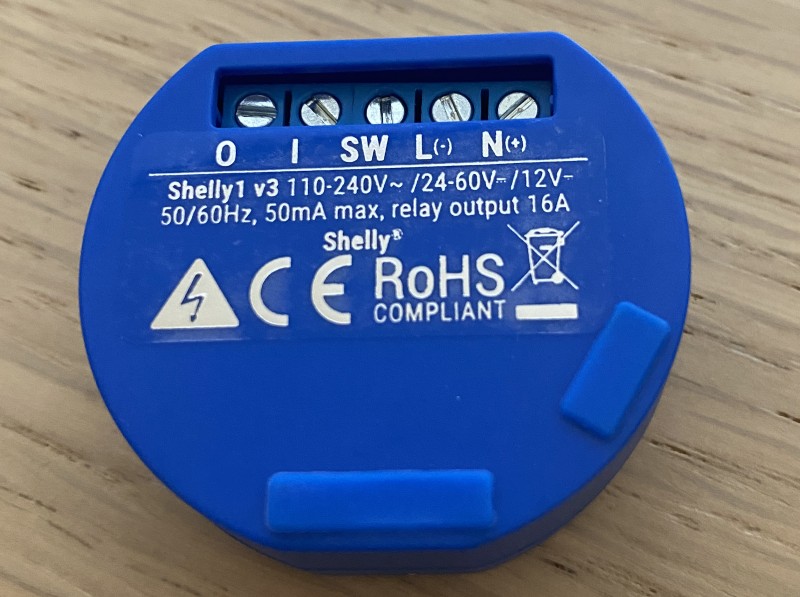 O I SW L(-) N(+)
Shelly1 v3 110-240V~ /24-60V⎓/12V⎓
50/60Hz, 50mA max, relay output 16A
Shelly®
CE RoHS
COMPLIANT